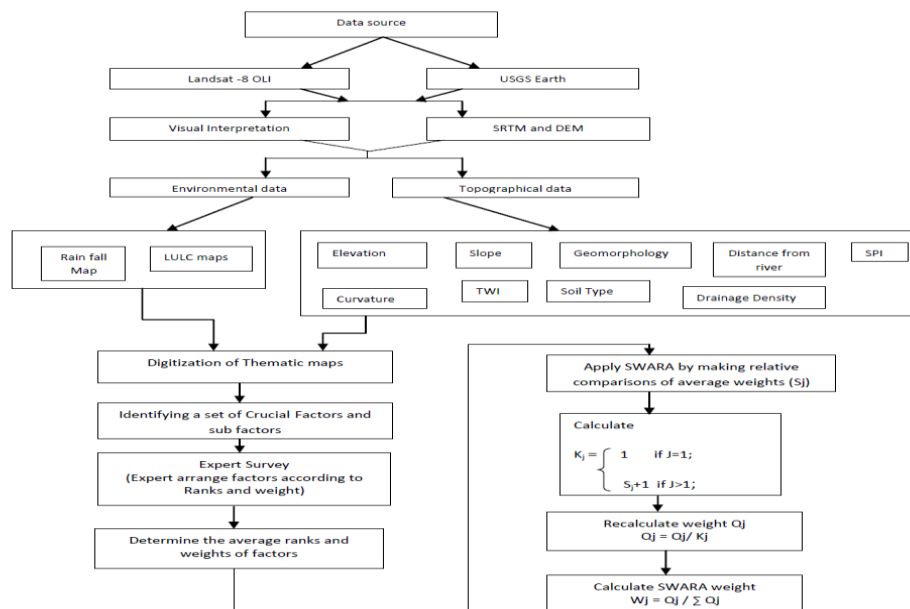 Data source
Landsat -8 OLI
USGS Earth
Visual Interpretation
SRTM and DEM
Environmental data
Topographical data
Rain fall
Map
LULC maps
Elevation
Slope
Geomorphology
Distance from
river
SPI
Curvature
TWI
Soil Type
Drainage Density
Digitization of Thematic maps
Identifying a set of Crucial Factors and
sub factors
Expert Survey
(Expert arrange factors according to
Ranks and weight)
Determine the average ranks and
weights of factors
Apply SWARA by making relative
comparisons of average weights (Sj)
Calculate
Kj = { 1 if J=1;
Sj+1 if J>1;
Recalculate weight Qj
Qj = Qj/ Kj
Calculate SWARA weight
Wj = Qj / ∑ Qj